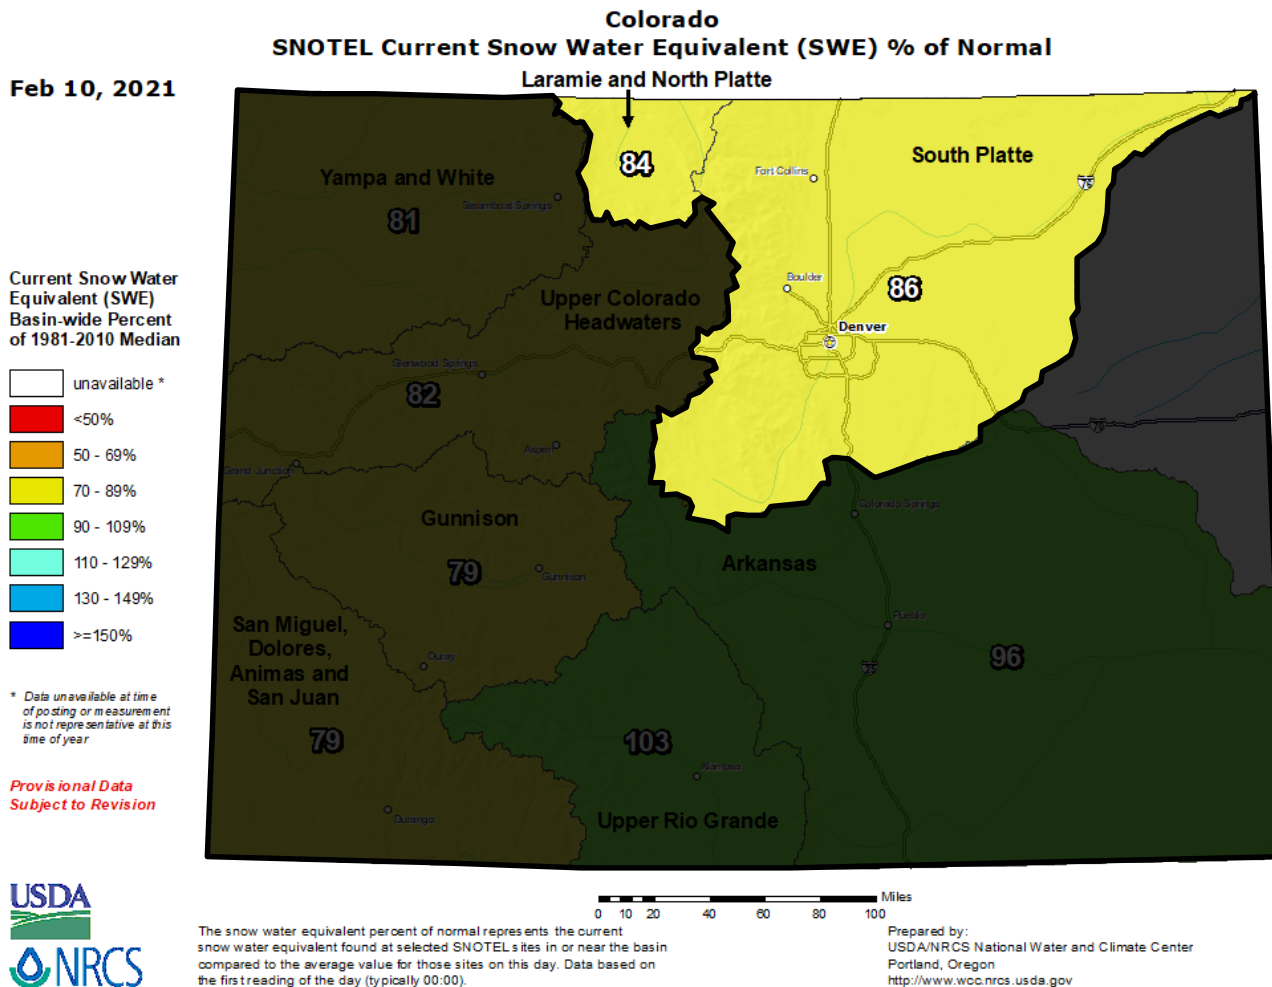 Colorado
SNOTEL Current Snow Water Equivalent (SWE) % of Normal
Feb 10, 2021
Laramie and North Platte
84
South Platte
Fort Collins
76
Yampa and White
Steamboat Springs
81
Boulder
86
Upper Colorado
Headwaters
Denver
Glenwood Springs
82
70
Aspen
Grand Junction
Colorado Springs
Gunnison
79
Gunnison
Arkansas
Pueblo
San Miguel,
Dolores,
Animas and
San Juan
Ouray
96
25
79
103
Alamosa
Durango
Upper Rio Grande
Current Snow Water
Equivalent (SWE)
Basin-wide Percent
of 1981-2010 Median
unavailable *
<50%
50 - 69%
70 - 89%
90 - 109%
110 - 129%
130 - 149%
>=150%
* Data unavailable at time
of posting or measurement
is not representative at this
time of year
Provisional Data
Subject to Revision
USDA
NRCS
Miles
0 10 20 40 60 80 100
The snow water equivalent percent of normal represents the current
snow water equivalent found at selected SNOTEL sites in or near the basin
compared to the average value for those sites on this day. Data based on
the first reading of the day (typically 00:00).
Prepared by:
USDA/NRCS National Water and Climate Center
Portland, Oregon
http://www.wcc.nrcs.usda.gov